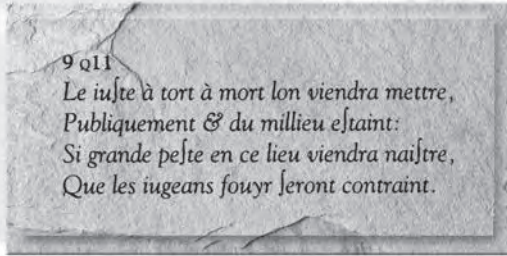 9 Q11
Le iuſte à tort à mort lon viendra mettre,
Publiquement & du millieu eſtaint:
Si grande peſte en ce lieu viendra naiſtre,
Que les iugeans fouyr ſeront contraint.